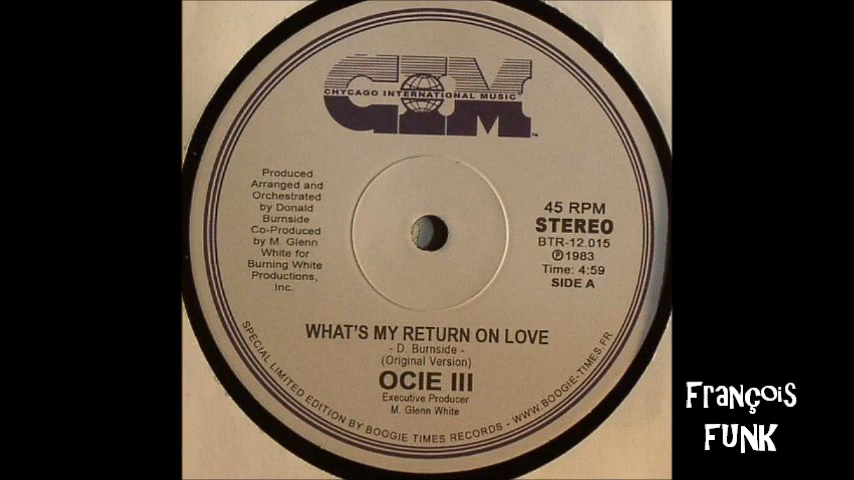 CIM
CHYCAGO INTERNATIONAL MUSIC
TM
Produced
Arranged and
Orchestrated
by Donald
Burnside
Co-Produced
by M. Glenn
White for
Burning White
Productions,
Inc.
45 RPM
STEREO
BTR-12.015
Ⓟ1983
Time: 4:59
SIDE A
WHAT'S MY RETURN ON LOVE
- D. Burnside -
(Original Version)
OCIE III
Executive Producer
M. Glenn White
SPECIAL LIMITED EDITION BY BOOGIE TIMES RECORDS - WWW.BOOGIE-TIMES.FR
François
FUNK